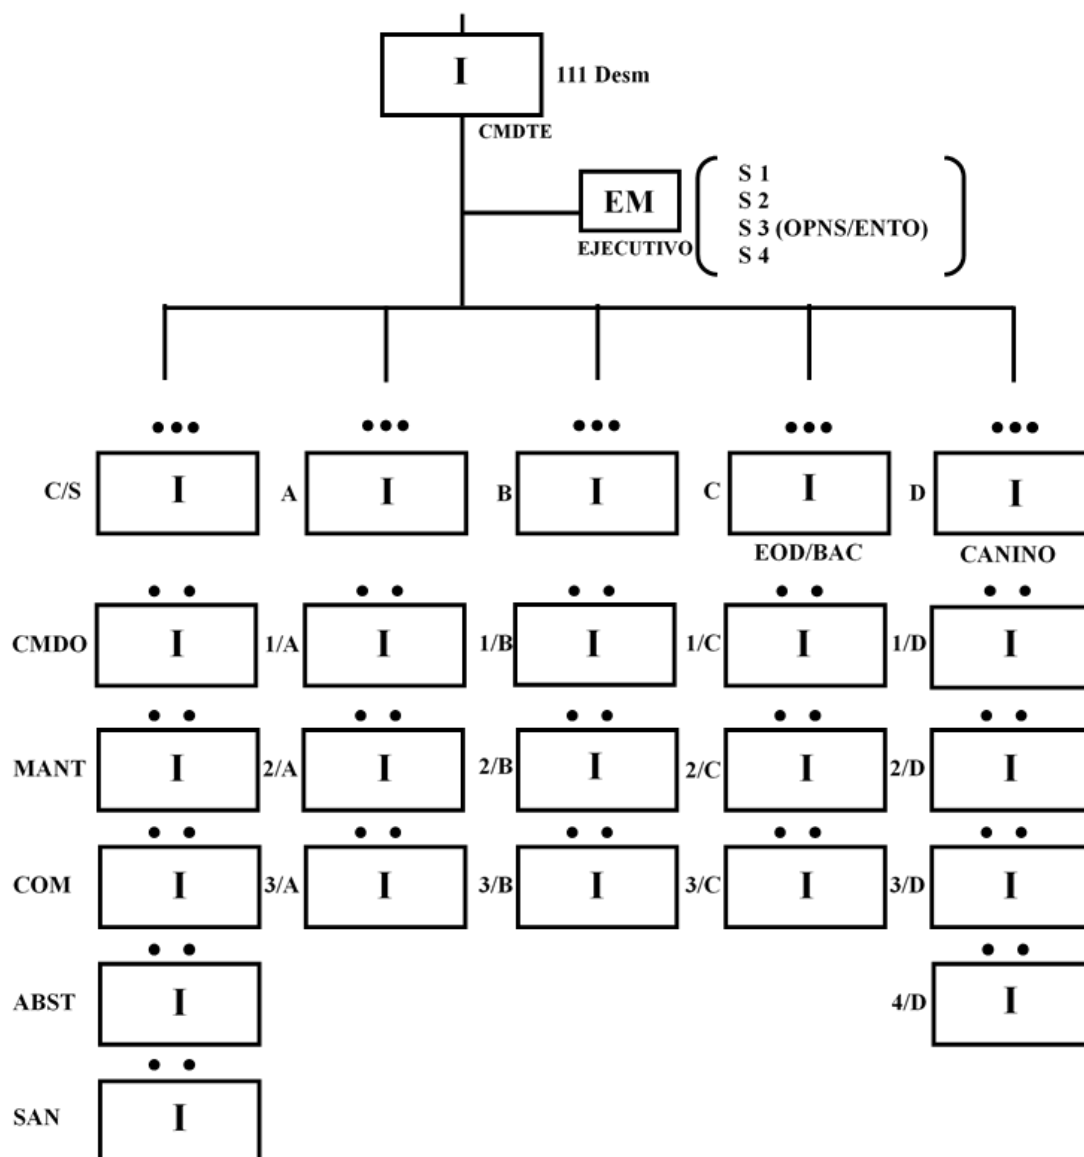 I 111 Desm
CMDTE
EM
EJECUTIVO
S 1
S 2
S 3 (OPNS/ENTO)
S 4
C/S I A I B I C I D I
EOD/BAC CANINO
CMDO I 1/A I 1/B I 1/C I 1/D I
MANT I 2/A I 2/B I 2/C I 2/D I
COM I 3/A I 3/B I 3/C I 3/D I
ABST I 4/D I
SAN I